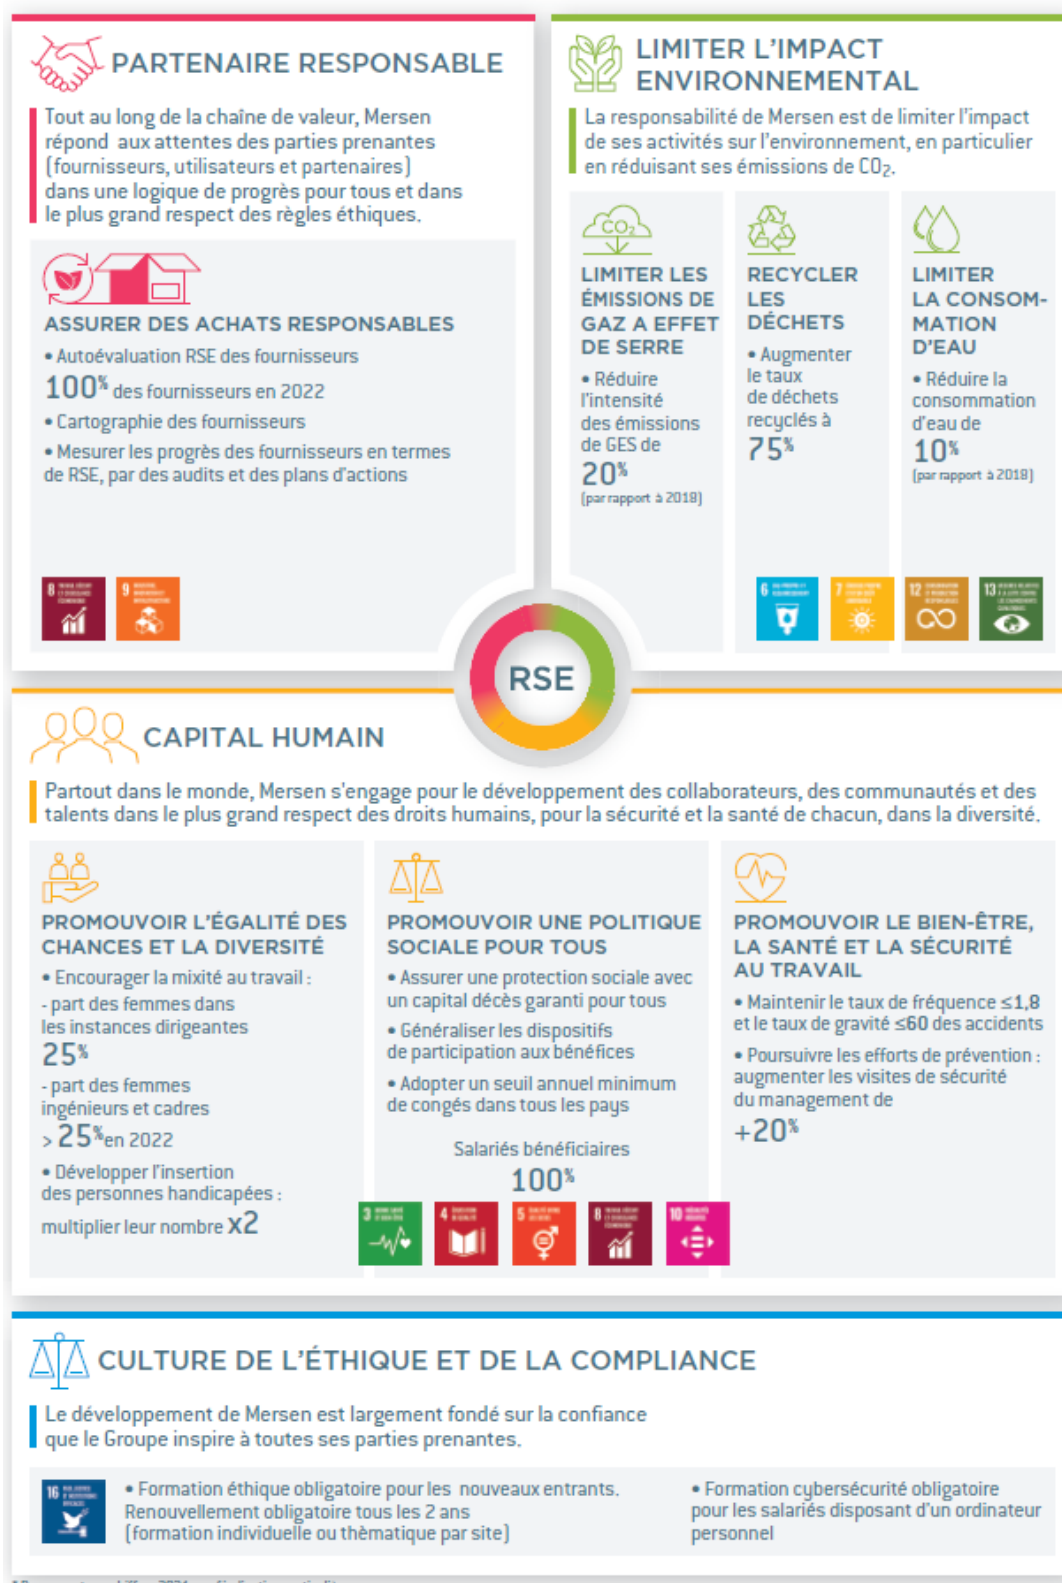 PARTENAIRE RESPONSABLE
Tout au long de la chaîne de valeur, Mersen
répond aux attentes des parties prenantes
(fournisseurs, utilisateurs et partenaires)
dans une logique de progrès pour tous et dans
le plus grand respect des règles éthiques.
ASSURER DES ACHATS RESPONSABLES
• Autoévaluation RSE des fournisseurs
100% des fournisseurs en 2022
• Cartographie des fournisseurs
• Mesurer les progrès des fournisseurs en termes
de RSE, par des audits et des plans d'actions
8
9
LIMITER L'IMPACT
ENVIRONNEMENTAL
La responsabilité de Mersen est de limiter l'impact
de ses activités sur l'environnement, en particulier
en réduisant ses émissions de CO2.
CO2
LIMITER LES
ÉMISSIONS DE
GAZ A EFFET
DE SERRE
• Réduire
l'intensité
des émissions
de GES de
20%
(par rapport à 2018)
RECYCLER
LES
DÉCHETS
• Augmenter
le taux
de déchets
recyclés à
75%
LIMITER
LA CONSOM-
MATION
D'EAU
• Réduire la
consommation
d'eau de
10%
(par rapport à 2018)
6
7
12
13
RSE
CAPITAL HUMAIN
Partout dans le monde, Mersen s'engage pour le développement des collaborateurs, des communautés et des
talents dans le plus grand respect des droits humains, pour la sécurité et la santé de chacun, dans la diversité.
PROMOUVOIR L'ÉGALITÉ DES
CHANCES ET LA DIVERSITÉ
• Encourager la mixité au travail :
- part des femmes dans
les instances dirigeantes
25%
- part des femmes
ingénieurs et cadres
> 25% en 2022
• Développer l'insertion
des personnes handicapées :
multiplier leur nombre x2
PROMOUVOIR UNE POLITIQUE
SOCIALE POUR TOUS
• Assurer une protection sociale avec
un capital décès garanti pour tous
• Généraliser les dispositifs
de participation aux bénéfices
• Adopter un seuil annuel minimum
de congés dans tous les pays
Salariés bénéficiaires
100%
PROMOUVOIR LE BIEN-ÊTRE,
LA SANTÉ ET LA SÉCURITÉ
AU TRAVAIL
• Maintenir le taux de fréquence ≤1,8
et le taux de gravité ≤60 des accidents
• Poursuivre les efforts de prévention :
augmenter les visites de sécurité
du management de
+20%
3
4
5
8
10
CULTURE DE L'ÉTHIQUE ET DE LA COMPLIANCE
Le développement de Mersen est largement fondé sur la confiance
que le Groupe inspire à toutes ses parties prenantes.
16
• Formation éthique obligatoire pour les nouveaux entrants.
Renouvellement obligatoire tous les 2 ans
(formation individuelle ou thèmatique par site)
• Formation cybersécurité obligatoire
pour les salariés disposant d'un ordinateur
personnel